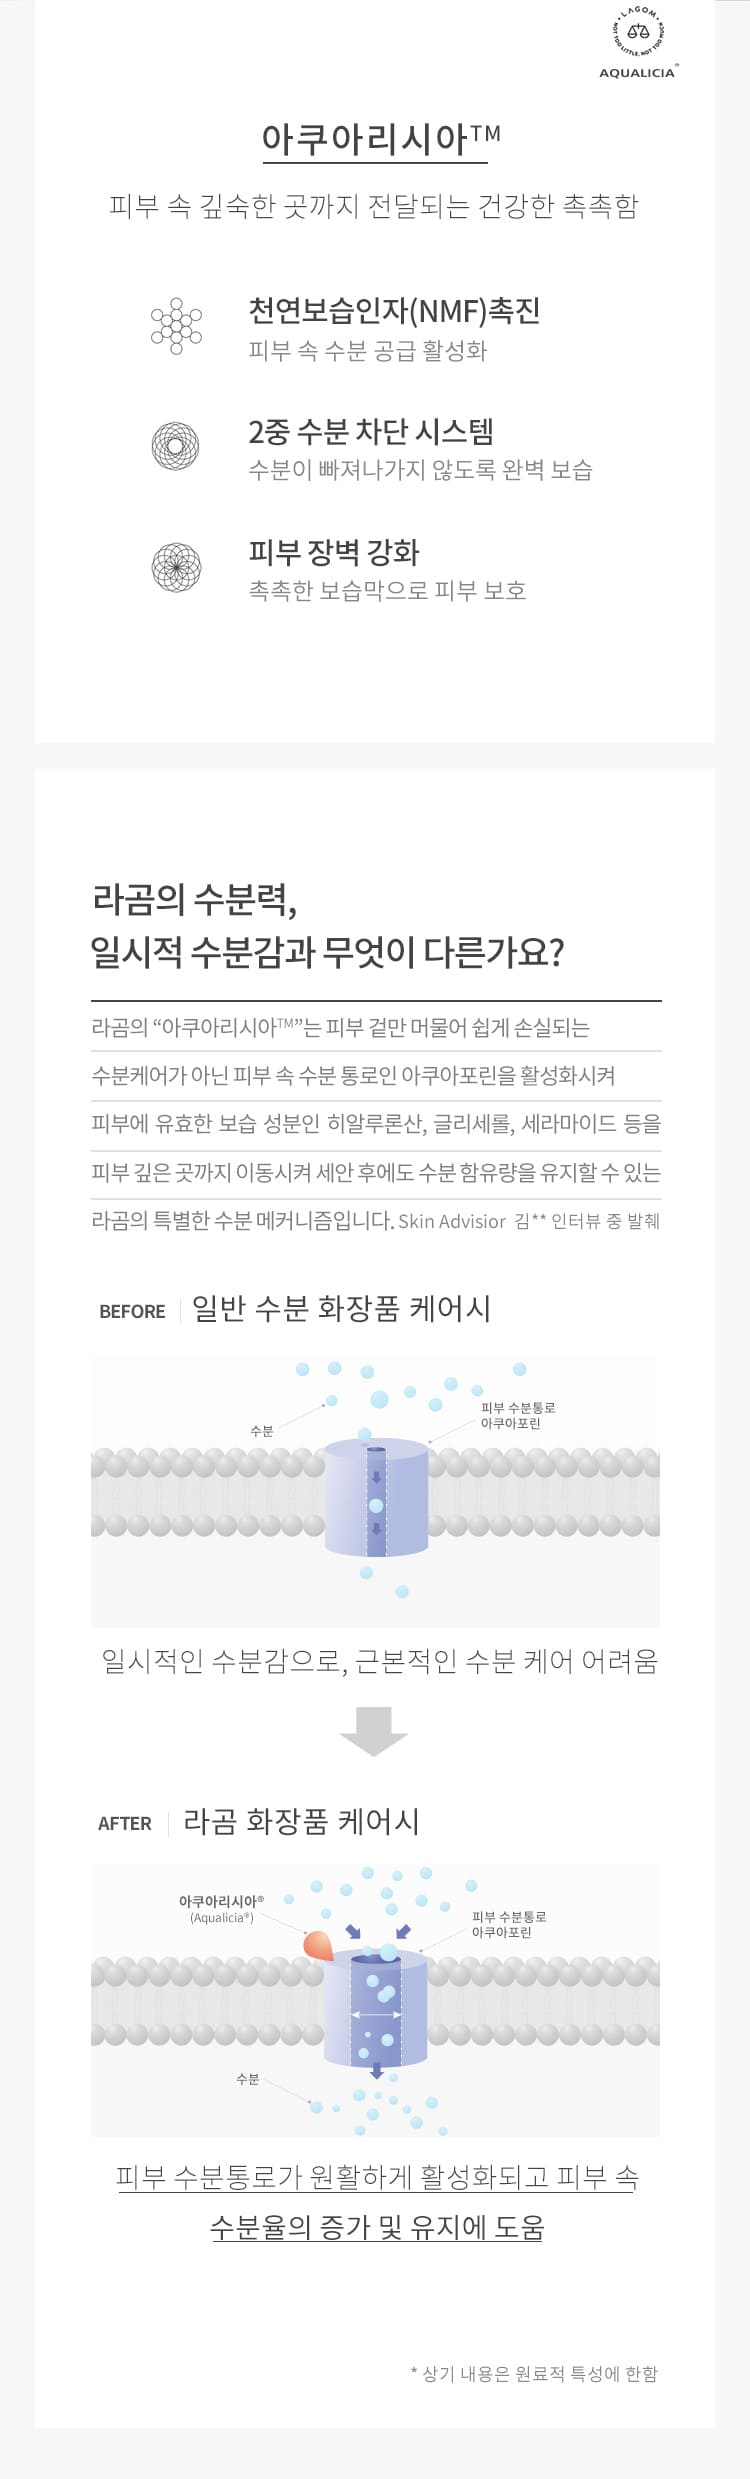 LAGOM
NOT TOO LITTLE, NOT TOO MUCH
AQUALICIA®
아쿠아리시아™
피부 속 깊숙한 곳까지 전달되는 건강한 촉촉함
천연보습인자(NMF)촉진
피부 속 수분 공급 활성화
2중 수분 차단 시스템
수분이 빠져나가지 않도록 완벽 보습
피부 장벽 강화
촉촉한 보습막으로 피부 보호
라곰의 수분력,
일시적 수분감과 무엇이 다른가요?
라곰의 “아쿠아리시아™”는 피부 겉만 머물어 쉽게 손실되는
수분케어가 아닌 피부 속 수분 통로인 아쿠아포린을 활성화시켜
피부에 유효한 보습 성분인 히알루론산, 글리세롤, 세라마이드 등을
피부 깊은 곳까지 이동시켜 세안 후에도 수분 함유량을 유지할 수 있는
라곰의 특별한 수분 메커니즘입니다. Skin Advisior 김** 인터뷰 중 발췌
BEFORE 일반 수분 화장품 케어시
피부 수분통로
아쿠아포린
수분
일시적인 수분감으로, 근본적인 수분 케어 어려움
AFTER 라곰 화장품 케어시
아쿠아리시아®
(Aqualicia®)
피부 수분통로
아쿠아포린
수분
피부 수분통로가 원활하게 활성화되고 피부 속
수분율의 증가 및 유지에 도움
* 상기 내용은 원료적 특성에 한함